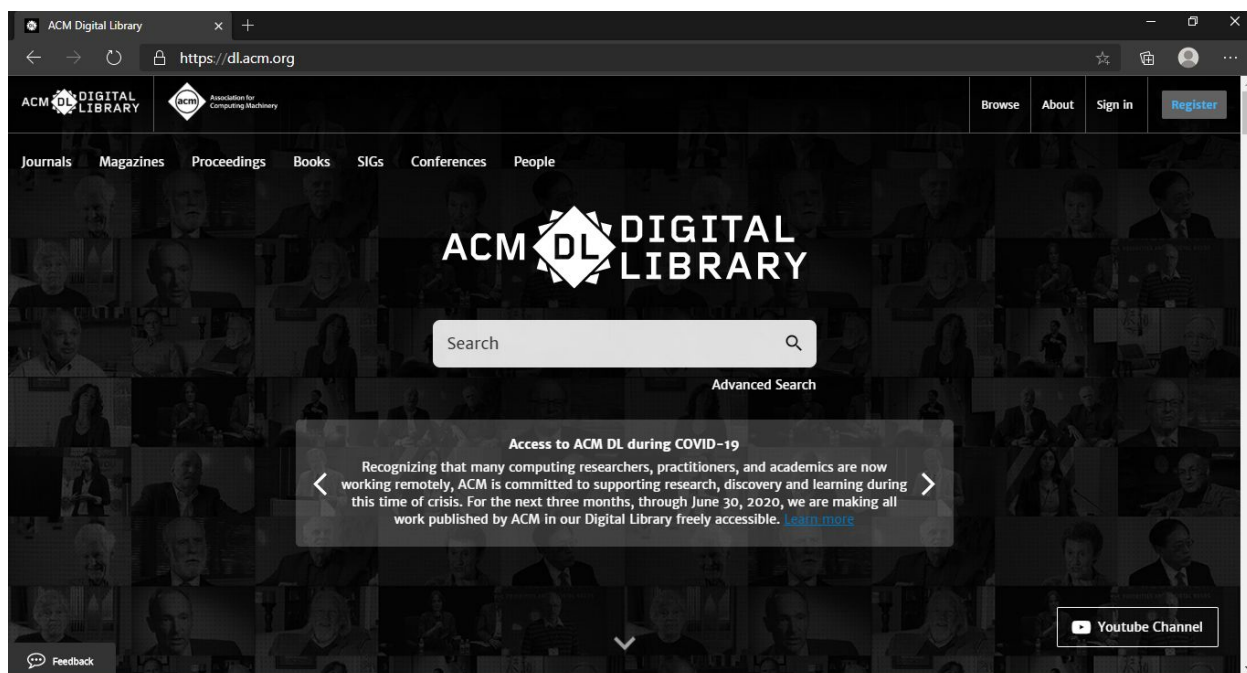 ACM Digital Library
https://dl.acm.org
ACM DL DIGITAL LIBRARY
acm Association for Computing Machinery
Browse About Sign in Register
Journals Magazines Proceedings Books SIGs Conferences People
ACM DL DIGITAL
LIBRARY
Search
Advanced Search
Access to ACM DL during COVID-19
Recognizing that many computing researchers, practitioners, and academics are now
working remotely, ACM is committed to supporting research, discovery and learning during
this time of crisis. For the next three months, through June 30, 2020, we are making all
work published by ACM in our Digital Library freely accessible. Learn more
Youtube Channel
Feedback